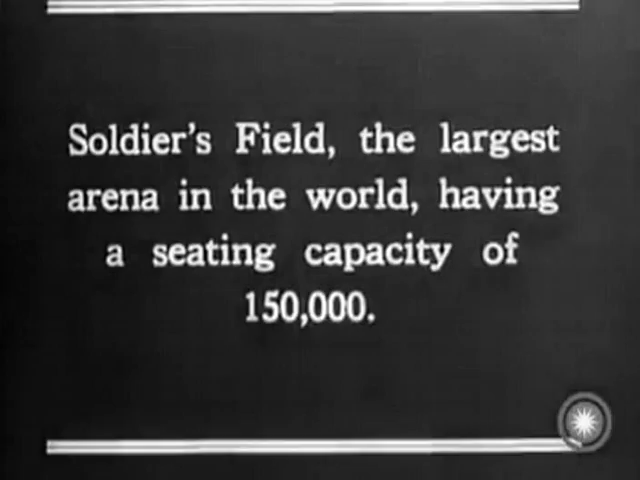 Soldier's Field, the largest
arena in the world, having
a seating capacity of
150,000.